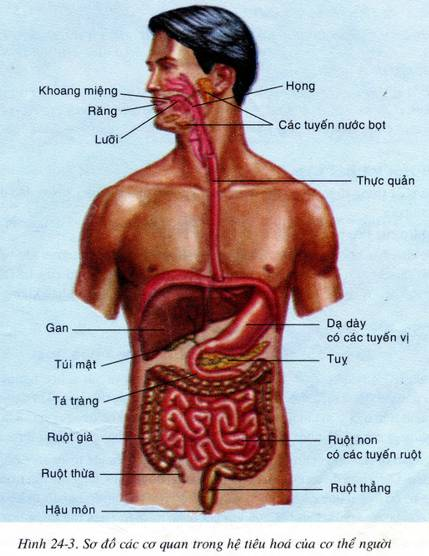 Khoang miệng
Răng
Lưỡi
Họng
Các tuyến nước bọt
Thực quản
Gan
Túi mật
Tá tràng
Ruột già
Ruột thừa
Hậu môn
Dạ dày
có các tuyến vị
Tuỵ
Ruột non
có các tuyến ruột
Ruột thẳng
Hình 24-3. Sơ đồ các cơ quan trong hệ tiêu hoá của cơ thể người